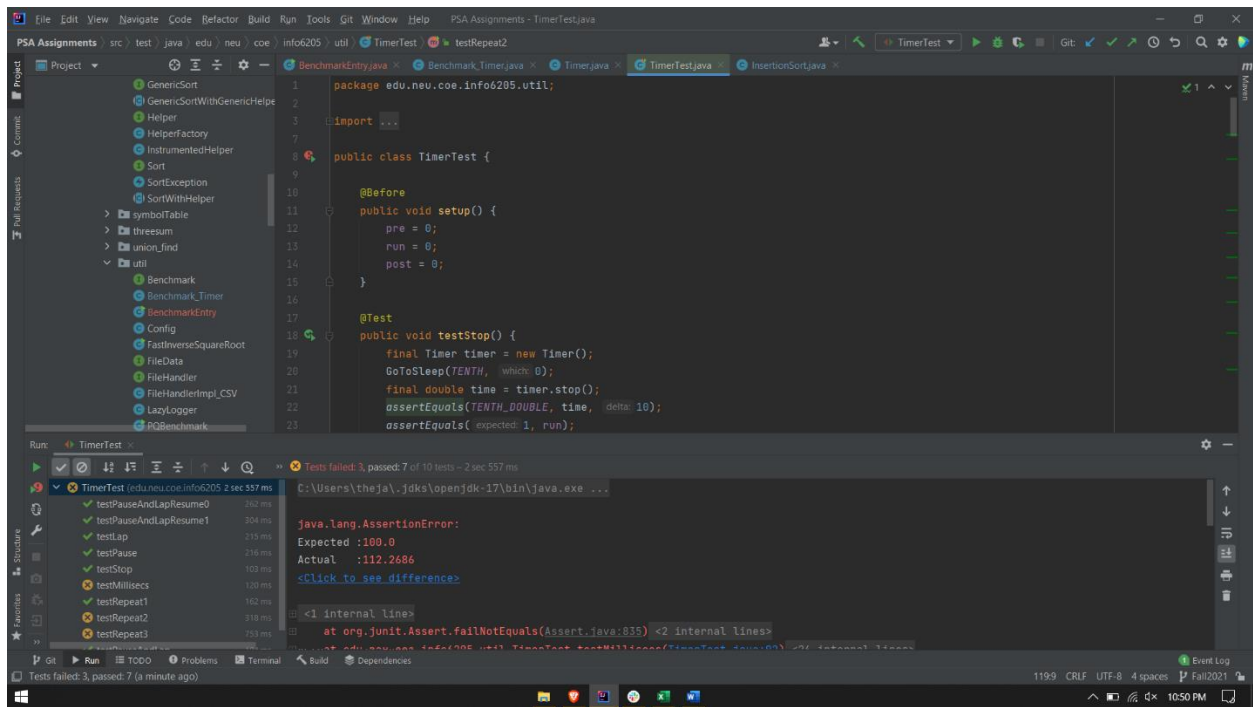 File Edit View Navigate Code Refactor Build Run Tools Git Window Help PSA Assignments - TimerTest.java
PSA Assignments src test java edu neu coe info6205 util TimerTest testRepeat2 TimerTest Git:
Project BenchmarkEntry.java Benchmark_Timer.java Timer.java TimerTest.java InsertionSort.java
Project
Commit
Pull Requests
Maven
GenericSort
GenericSortWithGenericHelpe
Helper
HelperFactory
InstrumentedHelper
Sort
SortException
SortWithHelper
symbolTable
threesum
union_find
util
Benchmark
Benchmark_Timer
BenchmarkEntry
Config
FastInverseSquareRoot
FileData
FileHandler
FileHandlerImpl_CSV
LazyLogger
PQBenchmark
1 package edu.neu.coe.info6205.util;
2
3 import ...
7
8 public class TimerTest {
9
10 @Before
11 public void setup() {
12 pre = 0;
13 run = 0;
14 post = 0;
15 }
16
17 @Test
18 public void testStop() {
19 final Timer timer = new Timer();
20 GoToSleep(TENTH, which: 0);
21 final double time = timer.stop();
22 assertEquals(TENTH_DOUBLE, time, delta: 10);
23 assertEquals( expected: 1, run);
1
Run: TimerTest
Tests failed: 3, passed: 7 of 10 tests – 2 sec 557 ms
TimerTest (edu.neu.coe.info6205 2 sec 557 ms
testPauseAndLapResume0 262 ms
testPauseAndLapResume1 304 ms
testLap 215 ms
testPause 216 ms
testStop 103 ms
testMillisecs 120 ms
testRepeat1 162 ms
testRepeat2 318 ms
testRepeat3 753 ms
C:\Users\theja\.jdks\openjdk-17\bin\java.exe ...
java.lang.AssertionError:
Expected :100.0
Actual :112.2686
<Click to see difference>
<1 internal line>
at org.junit.Assert.failNotEquals(Assert.java:835) <2 internal lines>
Structure
Favorites
Git Run TODO Problems Terminal Build Dependencies 1 Event Log
Tests failed: 3, passed: 7 (a minute ago) 119:9 CRLF UTF-8 4 spaces Fall2021
10:50 PM